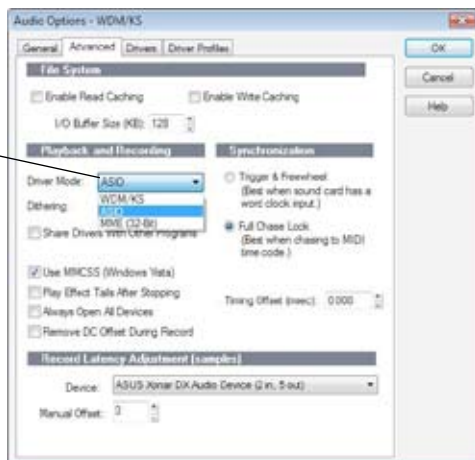 Audio Options - WDM/KS
General Advanced Drivers Driver Profiles
OK
Cancel
Help
File System
Enable Read Caching
Enable Write Caching
I/O Buffer Size (KB): 128
Playback and Recording
Driver Mode: ASIO
WDM/KS
ASIO
MME (32-Bit)
Dithering:
Share Drivers With Other Programs
Use MMCSS (Windows Vista)
Play Effect Tails After Stopping
Always Open All Devices
Remove DC Offset During Record
Synchronization
Trigger & Freewheel
(Best when sound card has a
word clock input.)
Full Chase Lock
(Best when chasing to MIDI
time code.)
Timing Offset (msec): 0.000
Record Latency Adjustment (samples)
Device: ASUS Xonar DX Audio Device (2 in, 5 out)
Manual Offset: